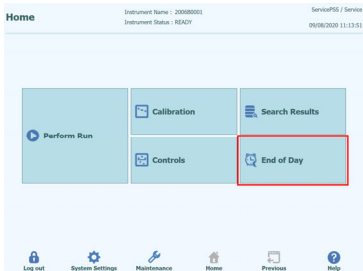 Home
Instrument Name : 200680001
Instrument Status : READY
ServicePSS / Service
09/08/2020 11:13:51
Perform Run
Calibration
Search Results
Controls
End of Day
Log out
System Settings
Maintenance
Home
Previous
Help